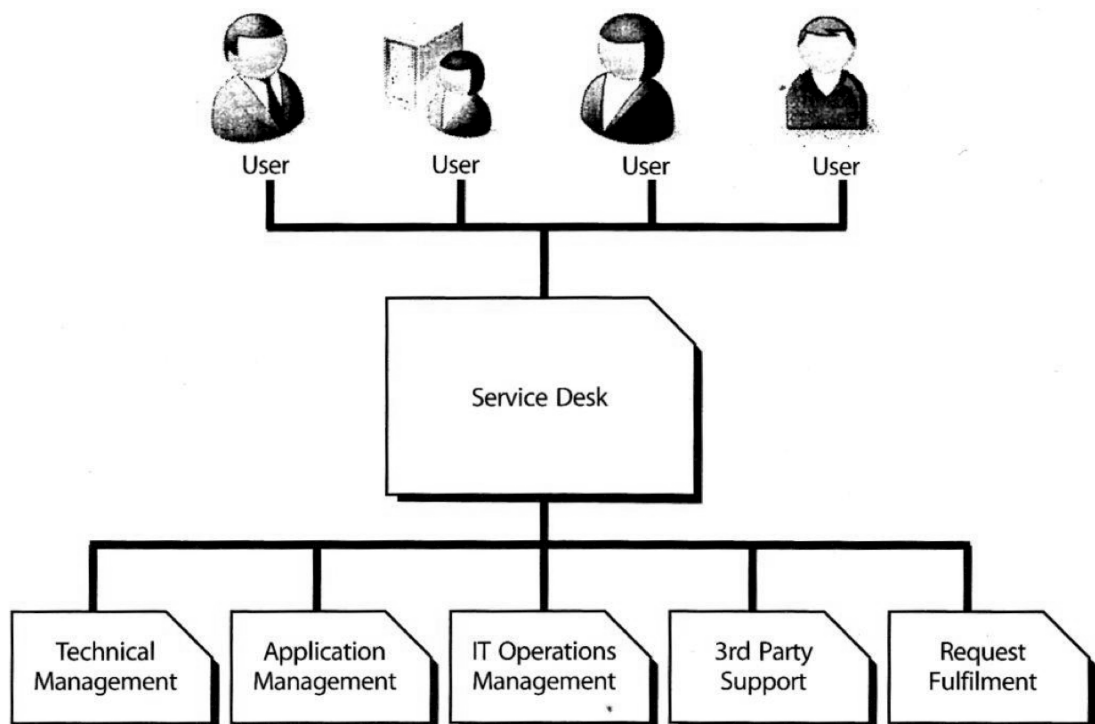 User
User
User
User
Service Desk
Technical
Management
Application
Management
IT Operations
Management
3rd Party
Support
Request
Fulfilment